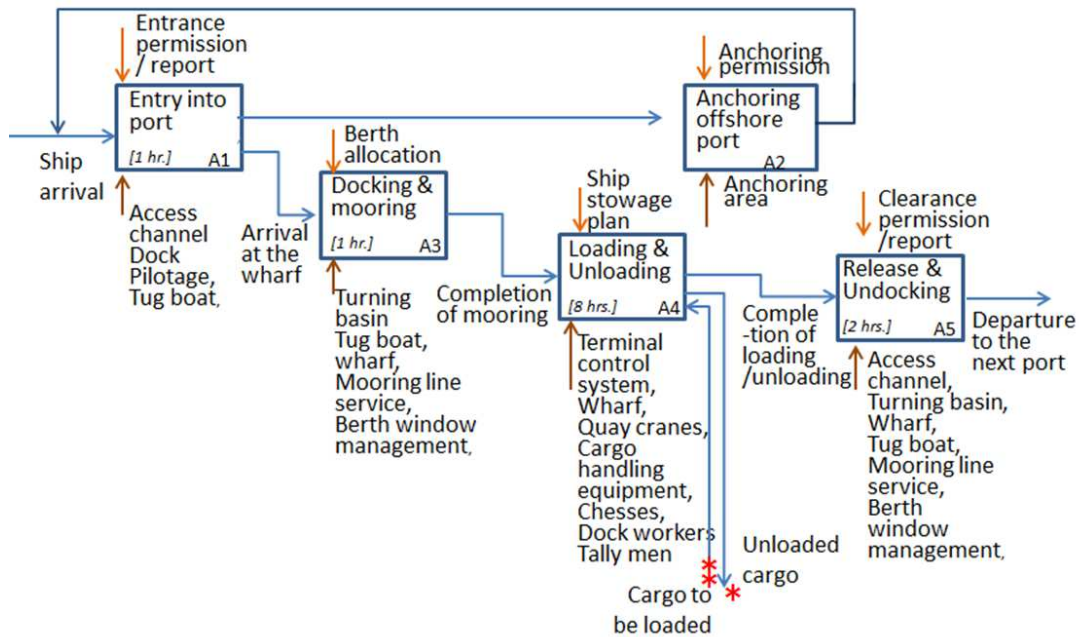 Entrance
permission
/ report
Entry into
port
[1 hr.] A1
Ship
arrival
Access
channel
Dock
Pilotage,
Tug boat,
Anchoring
permission
Anchoring
offshore
port
A2
Anchoring
area
Arrival
at the
wharf
Berth
allocation
Docking &
mooring
[1 hr.] A3
Turning
basin
Tug boat,
wharf,
Mooring line
service,
Berth window
management,
Completion
of mooring
Ship
stowage
plan
Loading &
Unloading
[8 hrs.] A4
Terminal
control
system,
Wharf,
Quay cranes,
Cargo
handling
equipment,
Chesses,
Dock workers
Tally men
**
Cargo to
be loaded
*
Unloaded
cargo
Comple
-tion of
loading
/unloading
Clearance
permission
/report
Release &
Undocking
[2 hrs.] A5
Access
channel,
Turning basin,
Wharf,
Tug boat,
Mooring line
service,
Berth
window
management,
Departure
to the
next port